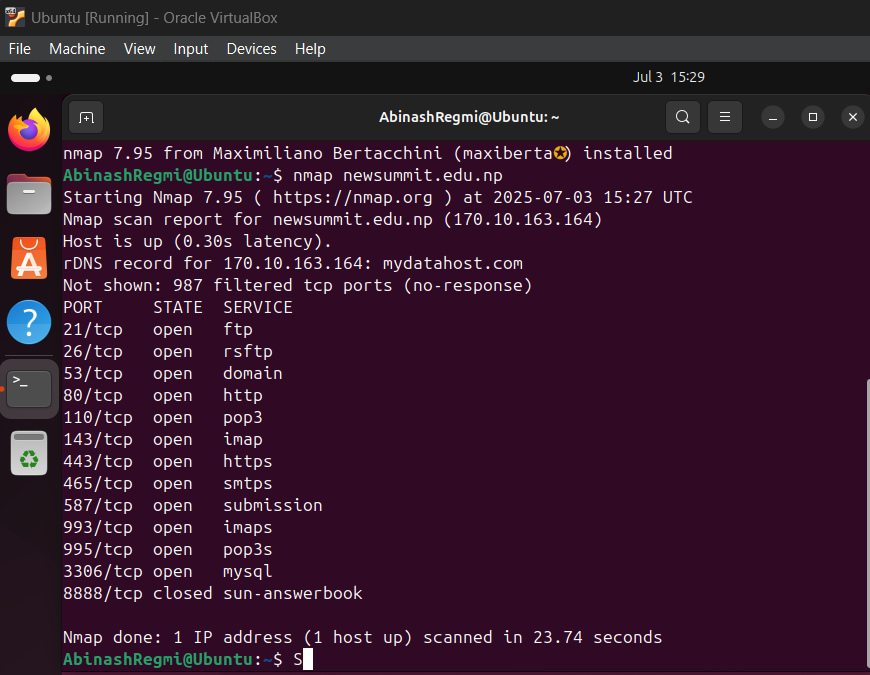 Ubuntu [Running] - Oracle VirtualBox
File Machine View Input Devices Help
Jul 3 15:29
AbinashRegmi@Ubuntu: ~
nmap 7.95 from Maximiliano Bertacchini (maxiberta✪) installed
AbinashRegmi@Ubuntu:~$ nmap newsummit.edu.np
Starting Nmap 7.95 ( https://nmap.org ) at 2025-07-03 15:27 UTC
Nmap scan report for newsummit.edu.np (170.10.163.164)
Host is up (0.30s latency).
rDNS record for 170.10.163.164: mydatahost.com
Not shown: 987 filtered tcp ports (no-response)
PORT     STATE  SERVICE
21/tcp   open   ftp
26/tcp   open   rsftp
53/tcp   open   domain
80/tcp   open   http
110/tcp  open   pop3
143/tcp  open   imap
443/tcp  open   https
465/tcp  open   smtps
587/tcp  open   submission
993/tcp  open   imaps
995/tcp  open   pop3s
3306/tcp open   mysql
8888/tcp closed sun-answerbook
Nmap done: 1 IP address (1 host up) scanned in 23.74 seconds
AbinashRegmi@Ubuntu:~$ S